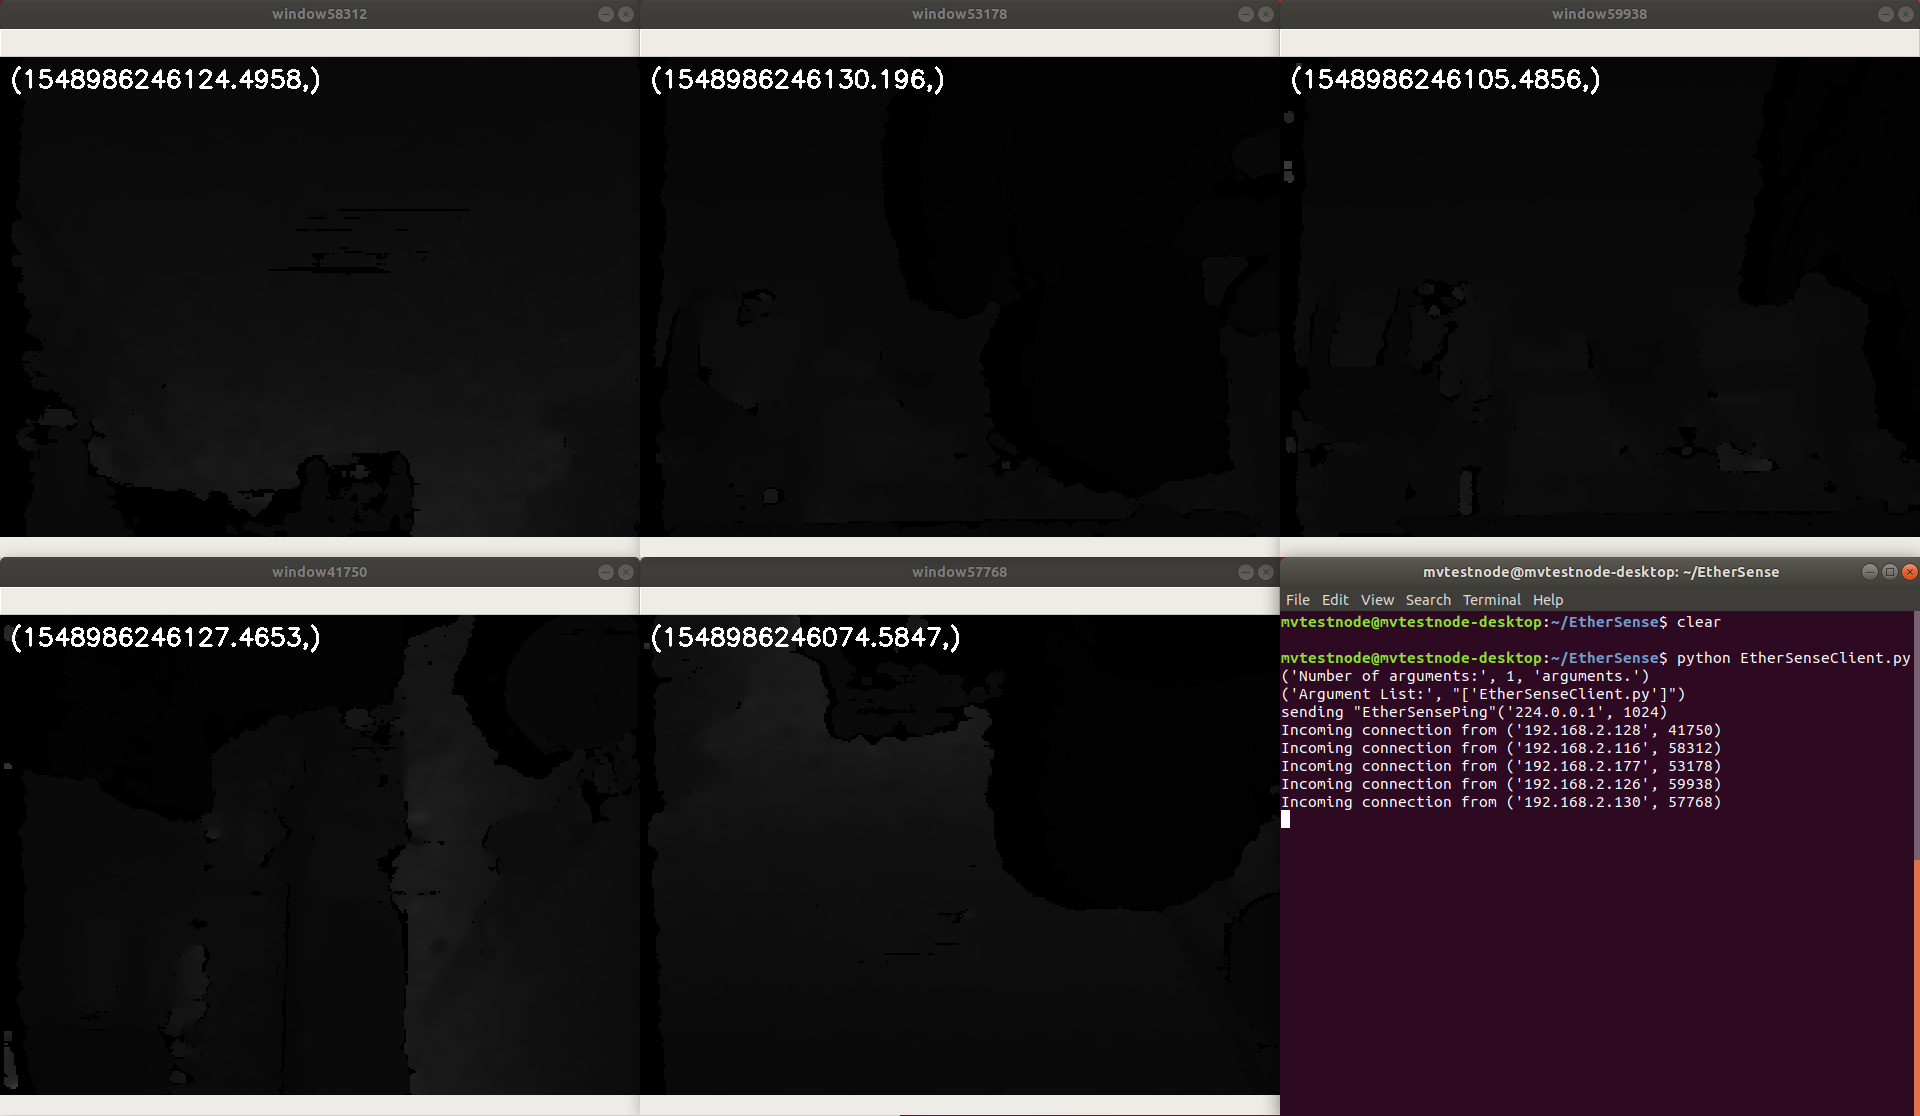 window58312
(1548986246124.4958,)
window53178
(1548986246130.196,)
window59938
(1548986246105.4856,)
window41750
(1548986246127.4653,)
window57768
(1548986246074.5847,)
mvtestnode@mvtestnode-desktop: ~/EtherSense
File Edit View Search Terminal Help
mvtestnode@mvtestnode-desktop:~/EtherSense$ clear
mvtestnode@mvtestnode-desktop:~/EtherSense$ python EtherSenseClient.py
('Number of arguments:', 1, 'arguments.')
('Argument List:', "['EtherSenseClient.py']")
sending "EtherSensePing"('224.0.0.1', 1024)
Incoming connection from ('192.168.2.128', 41750)
Incoming connection from ('192.168.2.116', 58312)
Incoming connection from ('192.168.2.177', 53178)
Incoming connection from ('192.168.2.126', 59938)
Incoming connection from ('192.168.2.130', 57768)